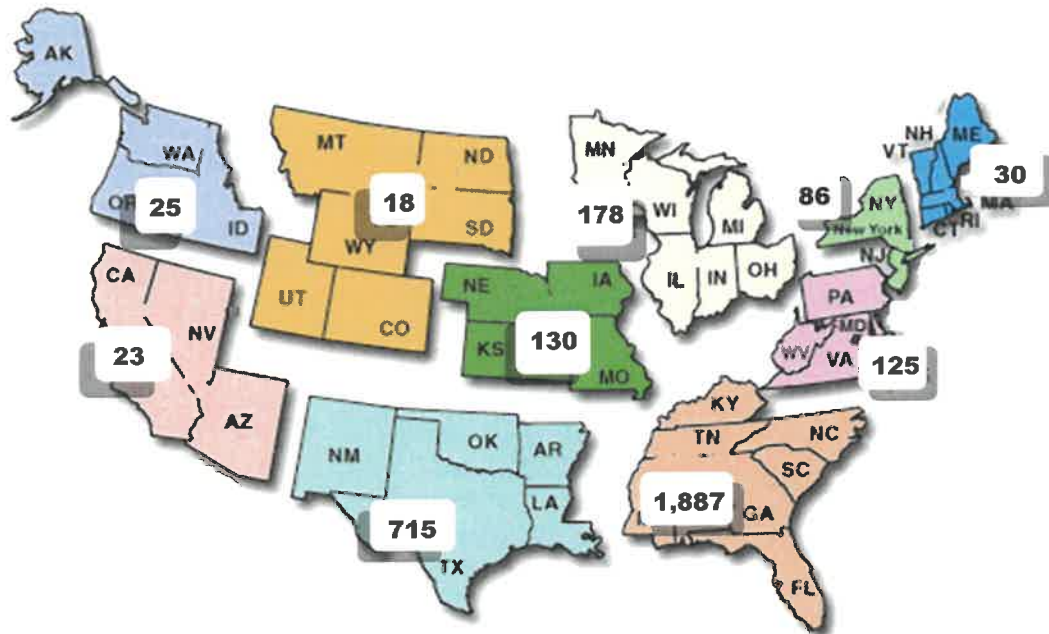 AK
WA
OR
25
ID
MT
ND
18
SD
WY
UT
CO
MN
WI
MI
178
IL
IN
OH
NH
ME
VT
30
MA
RI
CT
86
NY
New York
NJ
CA
NV
23
AZ
NE
IA
KS
130
MO
PA
MD
WV
VA
125
KY
TN
NC
SC
1,887
GA
FL
NM
OK
AR
LA
715
TX